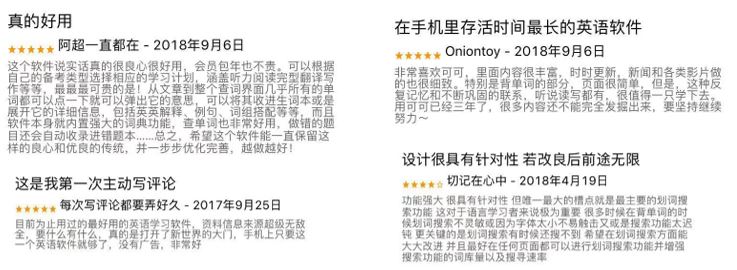 真的好用
★★★★★ 阿超一直都在 - 2018年9月6日
这个软件说实话真的很良心很好用，会员包年也不贵。可以根据
自己的备考类型选择相应的学习计划，涵盖听力阅读完型翻译写
作等等，最最最可贵的是！从文章到整个查词界面几乎所有的单
词都可以点一下就可以弹出它的意思，可以将其收进生词本或是
展开它的详细信息，包括英英解释、例句、词组搭配等等，而且
软件本身就内置强大的词典功能，查单词也非常好用，做错的题
目还会自动收录进错题本......总之，希望这个软件能一直保留这
样的良心和优良的传统，并一步步优化完善，越做越好！
这是我第一次主动写评论
★★★★★ 每次写评论都要弄好久 - 2017年9月25日
目前为止用过的最好用的英语学习软件，资料信息来源超级无敌
全，要什么有什么，真的是打开了新世界的大门，手机上只要这
一个英语软件就够了，没有广告，非常好
在手机里存活时间最长的英语软件
★★★★★ Oniontoy - 2018年9月6日
非常喜欢可可，里面内容很丰富，时时更新，新闻和各类影片做
的也很细致。特别是背单词的部分，页面很简单，但是，这种反
复记忆和不断巩固的联系，听说读写都有，很值得一只学下去。
用可可已经三年了，很多内容还不能完全发掘出来，要坚持继续
努力～
设计很具有针对性 若改良后前途无限
★★★★☆ 切记在心中 - 2018年4月19日
功能强大 很具有针对性 但唯一最大的槽点就是最主要的划词搜
索功能 这对于语言学习者来说极为重要 很多时候在背单词的时
候划词搜索不灵敏或因为字体太小不易触击又或是搜索功能太迟
钝 更关键的是划词搜索有时候还搜不到 希望在划词搜索方面能
大大改进 并且最好在任何页面都可以进行划词搜索功能并增强
搜索功能的词库量以及搜寻速率